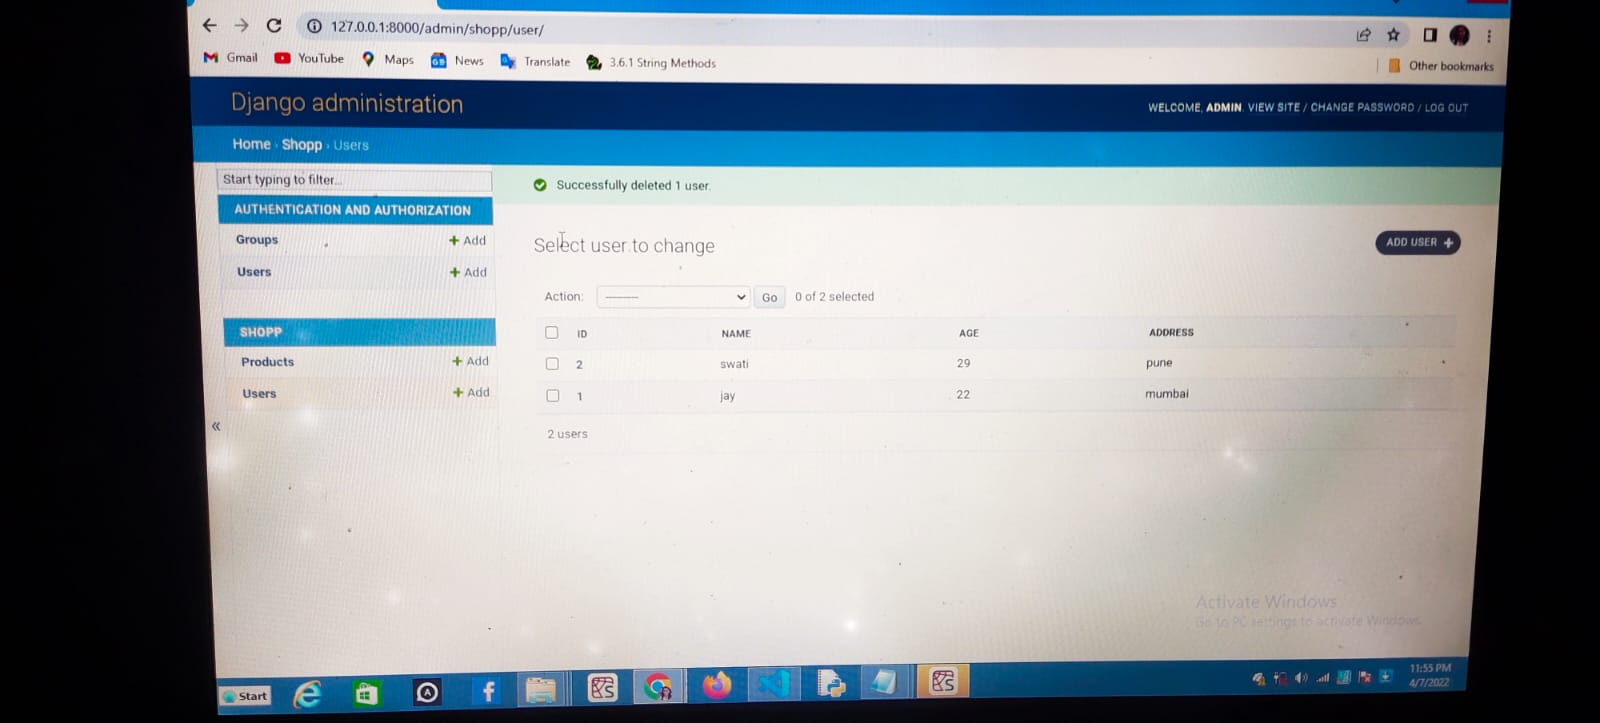 127.0.0.1:8000/admin/shopp/user/
Gmail YouTube Maps News Translate 3.6.1 String Methods Other bookmarks
Django administration
WELCOME, ADMIN. VIEW SITE / CHANGE PASSWORD / LOG OUT
Home › Shopp › Users
Start typing to filter...
AUTHENTICATION AND AUTHORIZATION
Groups + Add
Users + Add
SHOPP
Products + Add
Users + Add
«
Successfully deleted 1 user.
Select user to change
ADD USER +
Action: --------- Go 0 of 2 selected
ID NAME AGE ADDRESS
2 swati 29 pune
1 jay 22 mumbai
2 users
Activate Windows
Go to PC settings to activate Windows.
Start
11:55 PM
4/7/2022